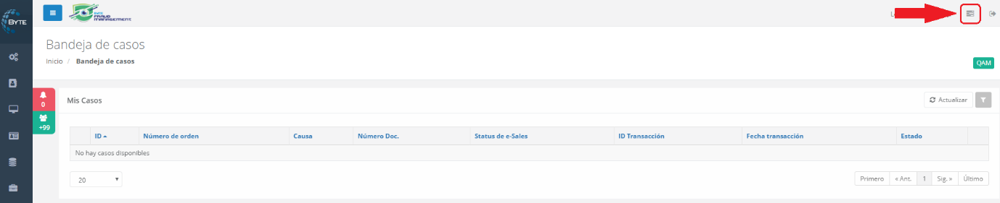 BYTE
BYTE
FRAUD
MANAGEMENT
Bandeja de casos
Inicio / Bandeja de casos
QAM
0
+99
Mis Casos
Actualizar
ID
Número de orden
Causa
Número Doc.
Status de e-Sales
ID Transacción
Fecha transacción
Estado
No hay casos disponibles
20
Primero
« Ant.
1
Sig. »
Último